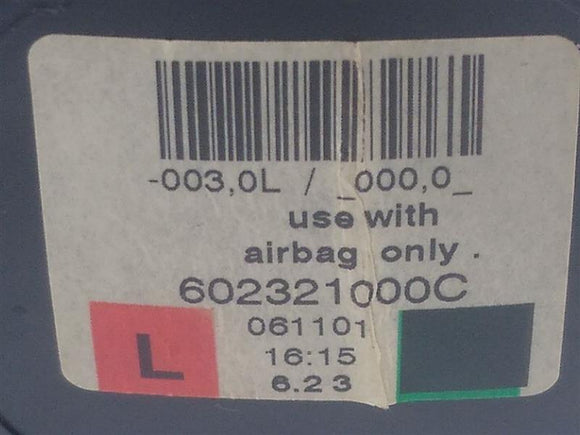 -003,0L / _000,0_
use with
airbag only .
602321000C
061101
16:15
L
6.23